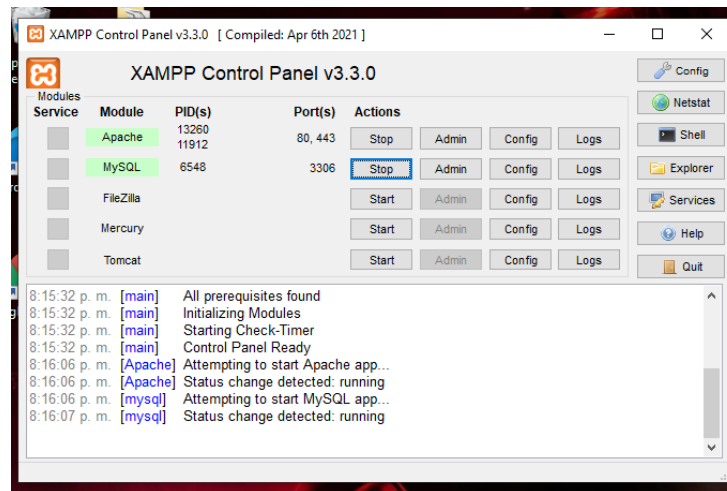 XAMPP Control Panel v3.3.0 [ Compiled: Apr 6th 2021 ]
XAMPP Control Panel v3.3.0
Config
Modules
Service Module PID(s) Port(s) Actions
Netstat
Apache 13260 11912 80, 443 Stop Admin Config Logs
Shell
MySQL 6548 3306 Stop Admin Config Logs
Explorer
FileZilla Start Admin Config Logs
Services
Mercury Start Admin Config Logs
Help
Tomcat Start Admin Config Logs
Quit
8:15:32 p. m. [main] All prerequisites found
8:15:32 p. m. [main] Initializing Modules
8:15:32 p. m. [main] Starting Check-Timer
8:15:32 p. m. [main] Control Panel Ready
8:16:06 p. m. [Apache] Attempting to start Apache app...
8:16:06 p. m. [Apache] Status change detected: running
8:16:06 p. m. [mysql] Attempting to start MySQL app...
8:16:07 p. m. [mysql] Status change detected: running